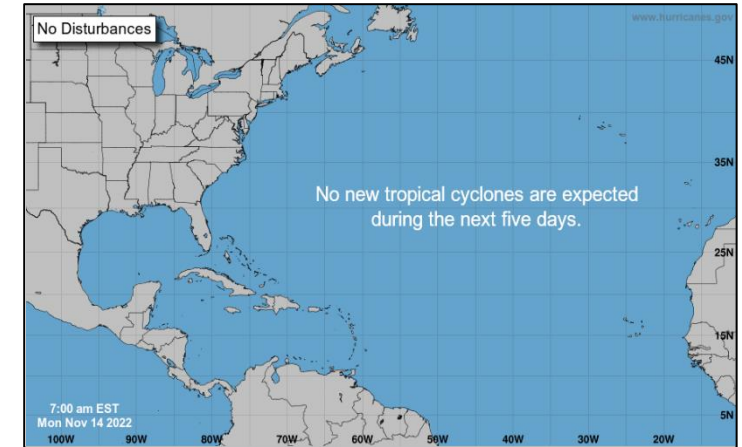 No Disturbances
www.hurricanes.gov
45N
35N
No new tropical cyclones are expected
during the next five days.
25N
15N
7:00 am EST
Mon Nov 14 2022
5N
100W 90W 80W 70W 60W 50W 40W 30W 20W